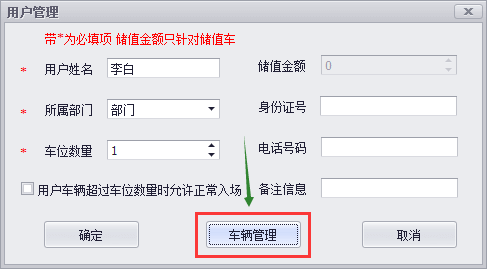 用户管理
带*为必填项 储值金额只针对储值车
* 用户姓名 李白 储值金额 0
* 所属部门 部门 身份证号
* 车位数量 1 电话号码
用户车辆超过车位数量时允许正常入场 备注信息
确定 车辆管理 取消